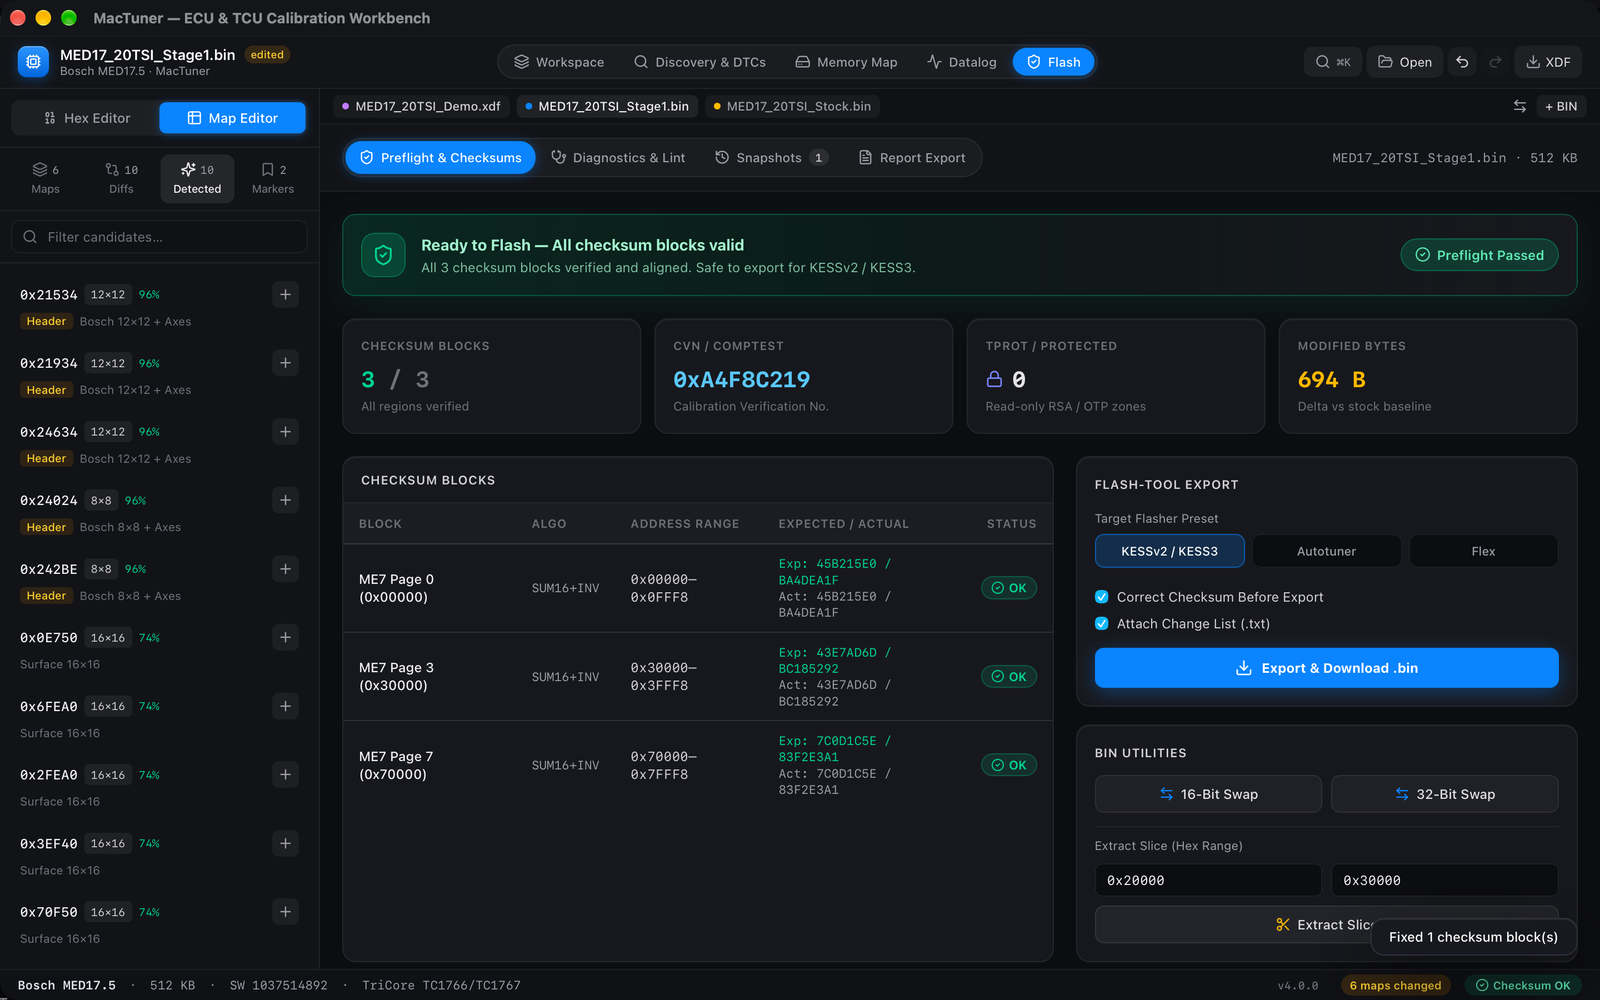 MacTuner — ECU & TCU Calibration Workbench
MED17_20TSI_Stage1.bin edited
Bosch MED17.5 · MacTuner
Workspace
Discovery & DTCs
Memory Map
Datalog
Flash
⌘K
Open
XDF
Hex Editor
Map Editor
MED17_20TSI_Demo.xdf
MED17_20TSI_Stage1.bin
MED17_20TSI_Stock.bin
+ BIN
6 Maps
10 Diffs
10 Detected
2 Markers
Preflight & Checksums
Diagnostics & Lint
Snapshots 1
Report Export
MED17_20TSI_Stage1.bin · 512 KB
Filter candidates...
0x21534 12×12 96%
Header Bosch 12×12 + Axes
0x21934 12×12 96%
Header Bosch 12×12 + Axes
0x24634 12×12 96%
Header Bosch 12×12 + Axes
0x24024 8×8 96%
Header Bosch 8×8 + Axes
0x242BE 8×8 96%
Header Bosch 8×8 + Axes
0x0E750 16×16 74%
Surface 16×16
0x6FEA0 16×16 74%
Surface 16×16
0x2FEA0 16×16 74%
Surface 16×16
0x3EF40 16×16 74%
Surface 16×16
0x70F50 16×16 74%
Surface 16×16
Ready to Flash — All checksum blocks valid
All 3 checksum blocks verified and aligned. Safe to export for KESSv2 / KESS3.
Preflight Passed
CHECKSUM BLOCKS
3 / 3
All regions verified
CVN / COMPTEST
0xA4F8C219
Calibration Verification No.
TPROT / PROTECTED
0
Read-only RSA / OTP zones
MODIFIED BYTES
694 B
Delta vs stock baseline
CHECKSUM BLOCKS
BLOCK ALGO ADDRESS RANGE EXPECTED / ACTUAL STATUS
ME7 Page 0
(0x00000)
SUM16+INV
0x00000—
0x0FFF8
Exp: 45B215E0 /
BA4DEA1F
Act: 45B215E0 /
BA4DEA1F
OK
ME7 Page 3
(0x30000)
SUM16+INV
0x30000—
0x3FFF8
Exp: 43E7AD6D /
BC185292
Act: 43E7AD6D /
BC185292
OK
ME7 Page 7
(0x70000)
SUM16+INV
0x70000—
0x7FFF8
Exp: 7C0D1C5E /
83F2E3A1
Act: 7C0D1C5E /
83F2E3A1
OK
FLASH-TOOL EXPORT
Target Flasher Preset
KESSv2 / KESS3
Autotuner
Flex
Correct Checksum Before Export
Attach Change List (.txt)
Export & Download .bin
BIN UTILITIES
16-Bit Swap
32-Bit Swap
Extract Slice (Hex Range)
0x20000
0x30000
Extract Slic
Fixed 1 checksum block(s)
Bosch MED17.5 · 512 KB · SW 1037514892 · TriCore TC1766/TC1767
v4.0.0
6 maps changed
Checksum OK